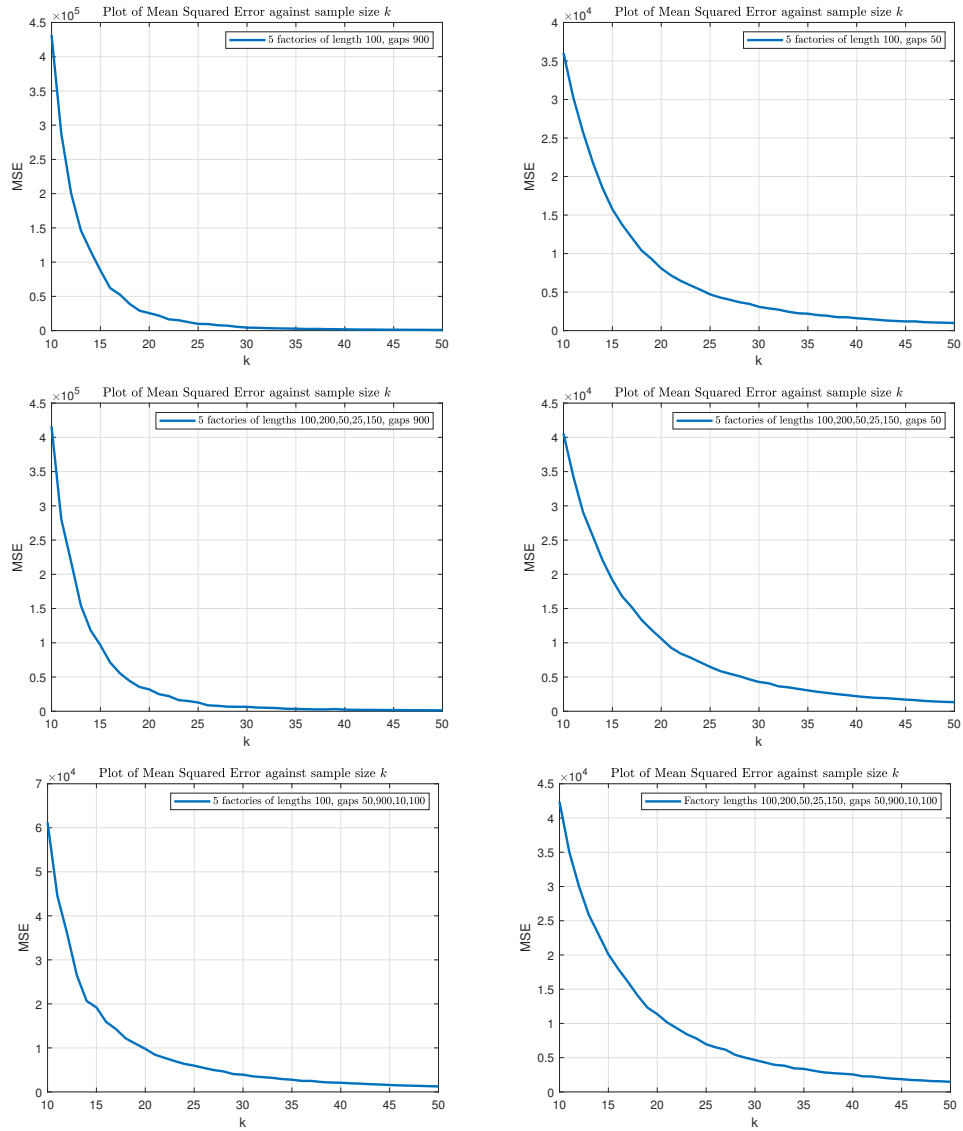 Plot of Mean Squared Error against sample size k
×10^5
5 factories of length 100, gaps 900
4.5
4
3.5
3
2.5
2
1.5
1
0.5
0
MSE
10 15 20 25 30 35 40 45 50
k
Plot of Mean Squared Error against sample size k
×10^4
5 factories of length 100, gaps 50
4
3.5
3
2.5
2
1.5
1
0.5
0
MSE
10 15 20 25 30 35 40 45 50
k
Plot of Mean Squared Error against sample size k
×10^5
5 factories of lengths 100,200,50,25,150, gaps 900
4.5
4
3.5
3
2.5
2
1.5
1
0.5
0
MSE
10 15 20 25 30 35 40 45 50
k
Plot of Mean Squared Error against sample size k
×10^4
5 factories of lengths 100,200,50,25,150, gaps 50
4.5
4
3.5
3
2.5
2
1.5
1
0.5
0
MSE
10 15 20 25 30 35 40 45 50
k
Plot of Mean Squared Error against sample size k
×10^4
5 factories of lengths 100, gaps 50,900,10,100
7
6
5
4
3
2
1
0
MSE
10 15 20 25 30 35 40 45 50
k
Plot of Mean Squared Error against sample size k
×10^4
Factory lengths 100,200,50,25,150, gaps 50,900,10,100
4.5
4
3.5
3
2.5
2
1.5
1
0.5
0
MSE
10 15 20 25 30 35 40 45 50
k